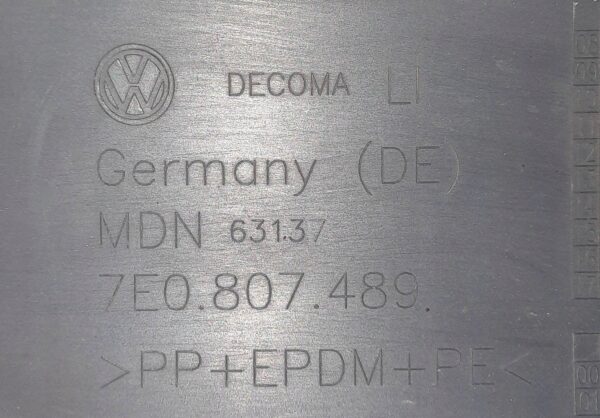 DECOMA LI
Germany (DE)
MDN 631.37
7E0.807.489.
>PP+EPDM+PE<